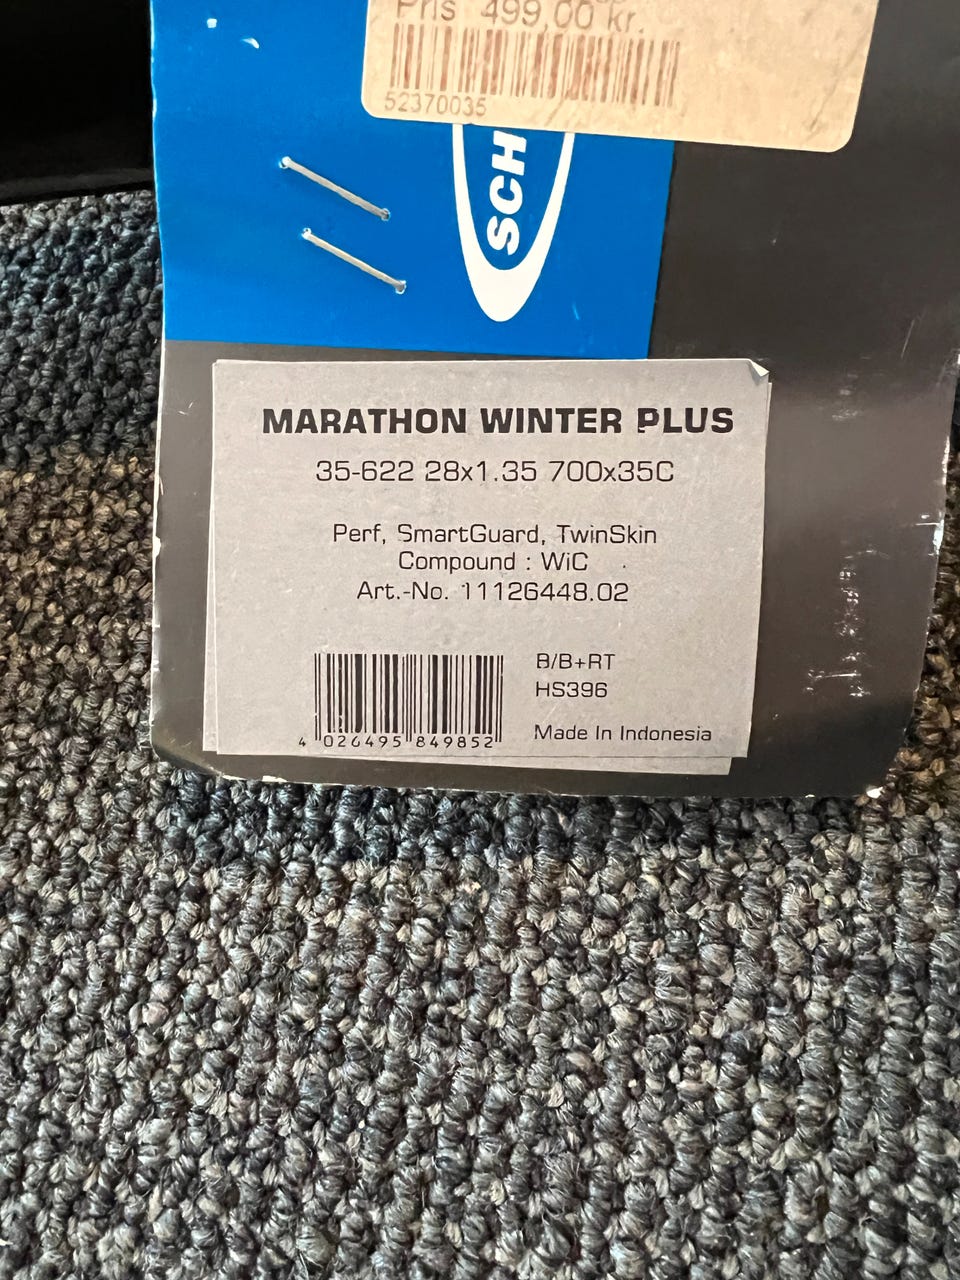 Pris 499,00 kr.
52370035
SCH
MARATHON WINTER PLUS
35-622 28x1.35 700x35C
Perf, SmartGuard, TwinSkin
Compound : WiC
Art.-No. 11126448.02
B/B+RT
HS396
Made In Indonesia
4 026495 849852